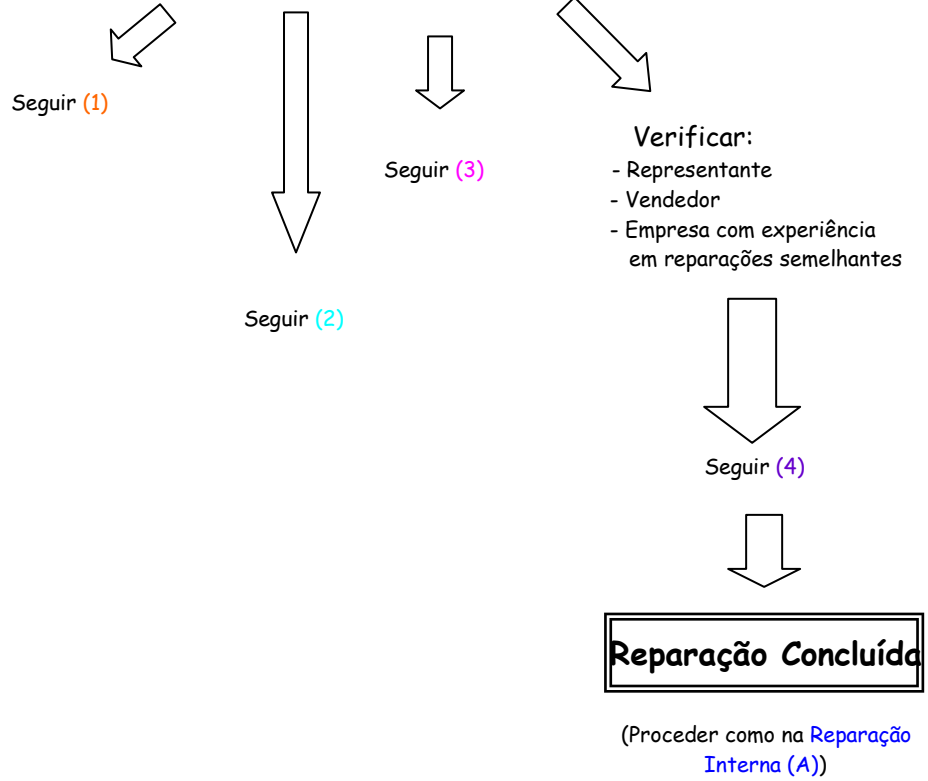 Seguir (1)
Seguir (3)
Seguir (2)
Verificar:
- Representante
- Vendedor
- Empresa com experiência
em reparações semelhantes
Seguir (4)
Reparação Concluída
(Proceder como na Reparação
Interna (A))